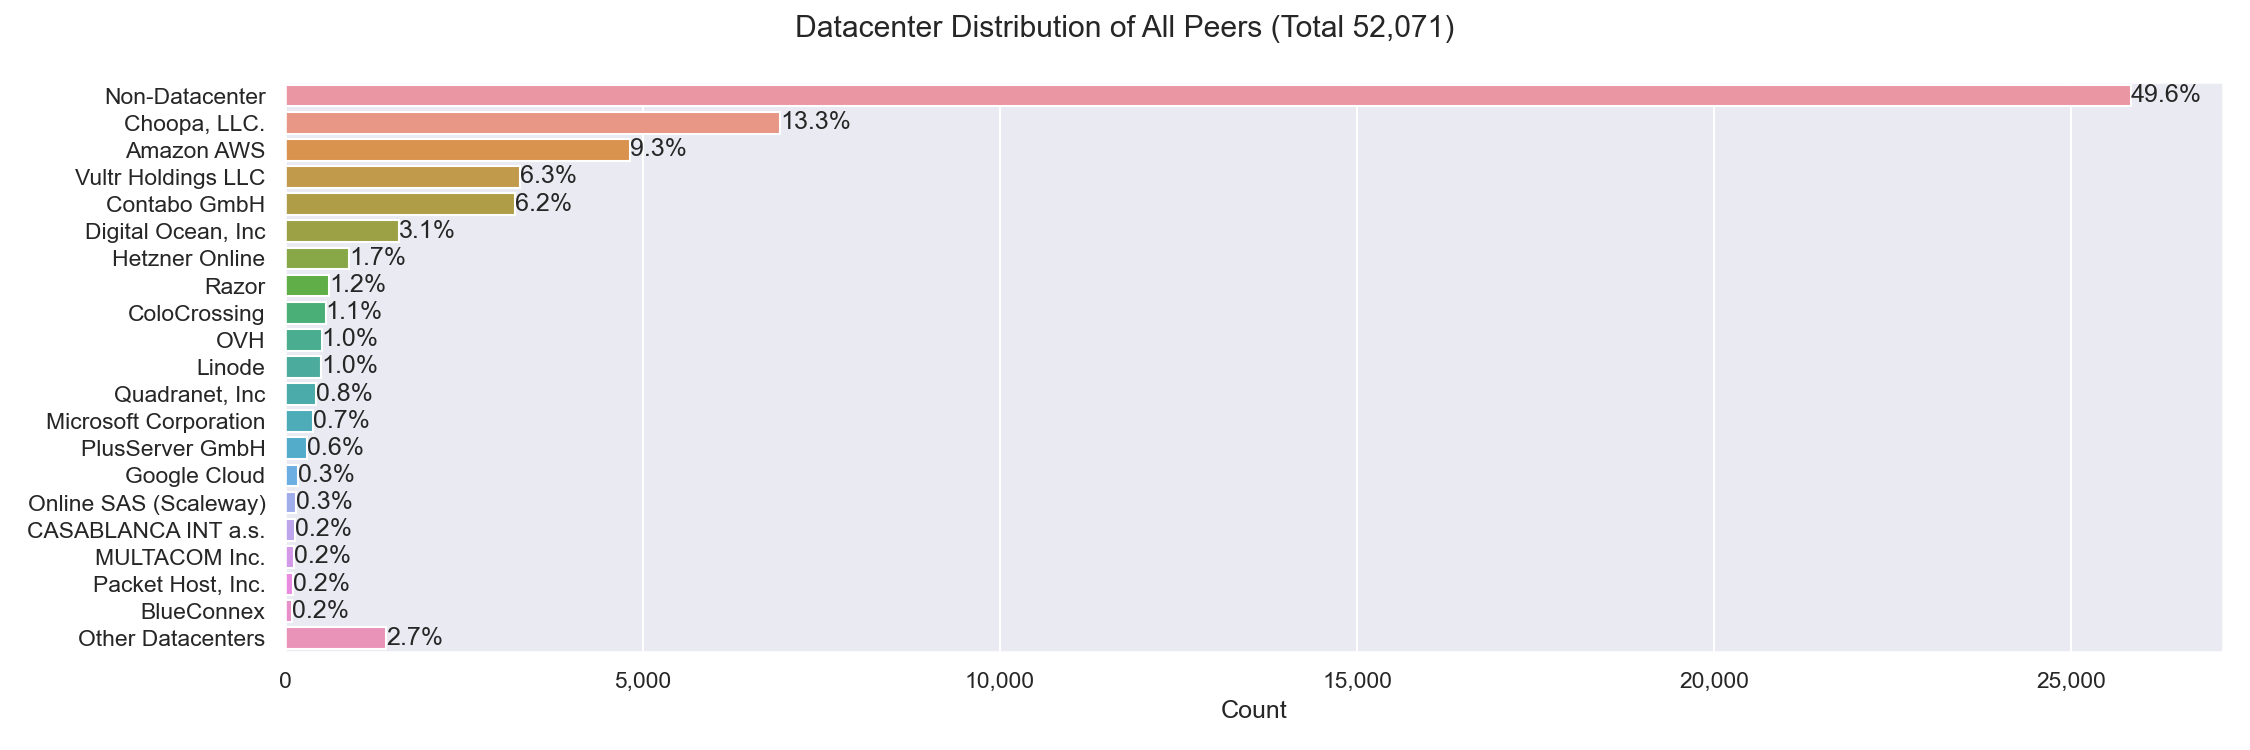 Datacenter Distribution of All Peers (Total 52,071)
Non-Datacenter 49.6%
Choopa, LLC. 13.3%
Amazon AWS 9.3%
Vultr Holdings LLC 6.3%
Contabo GmbH 6.2%
Digital Ocean, Inc 3.1%
Hetzner Online 1.7%
Razor 1.2%
ColoCrossing 1.1%
OVH 1.0%
Linode 1.0%
Quadranet, Inc 0.8%
Microsoft Corporation 0.7%
PlusServer GmbH 0.6%
Google Cloud 0.3%
Online SAS (Scaleway) 0.3%
CASABLANCA INT a.s. 0.2%
MULTACOM Inc. 0.2%
Packet Host, Inc. 0.2%
BlueConnex 0.2%
Other Datacenters 2.7%
0 5,000 10,000 15,000 20,000 25,000
Count